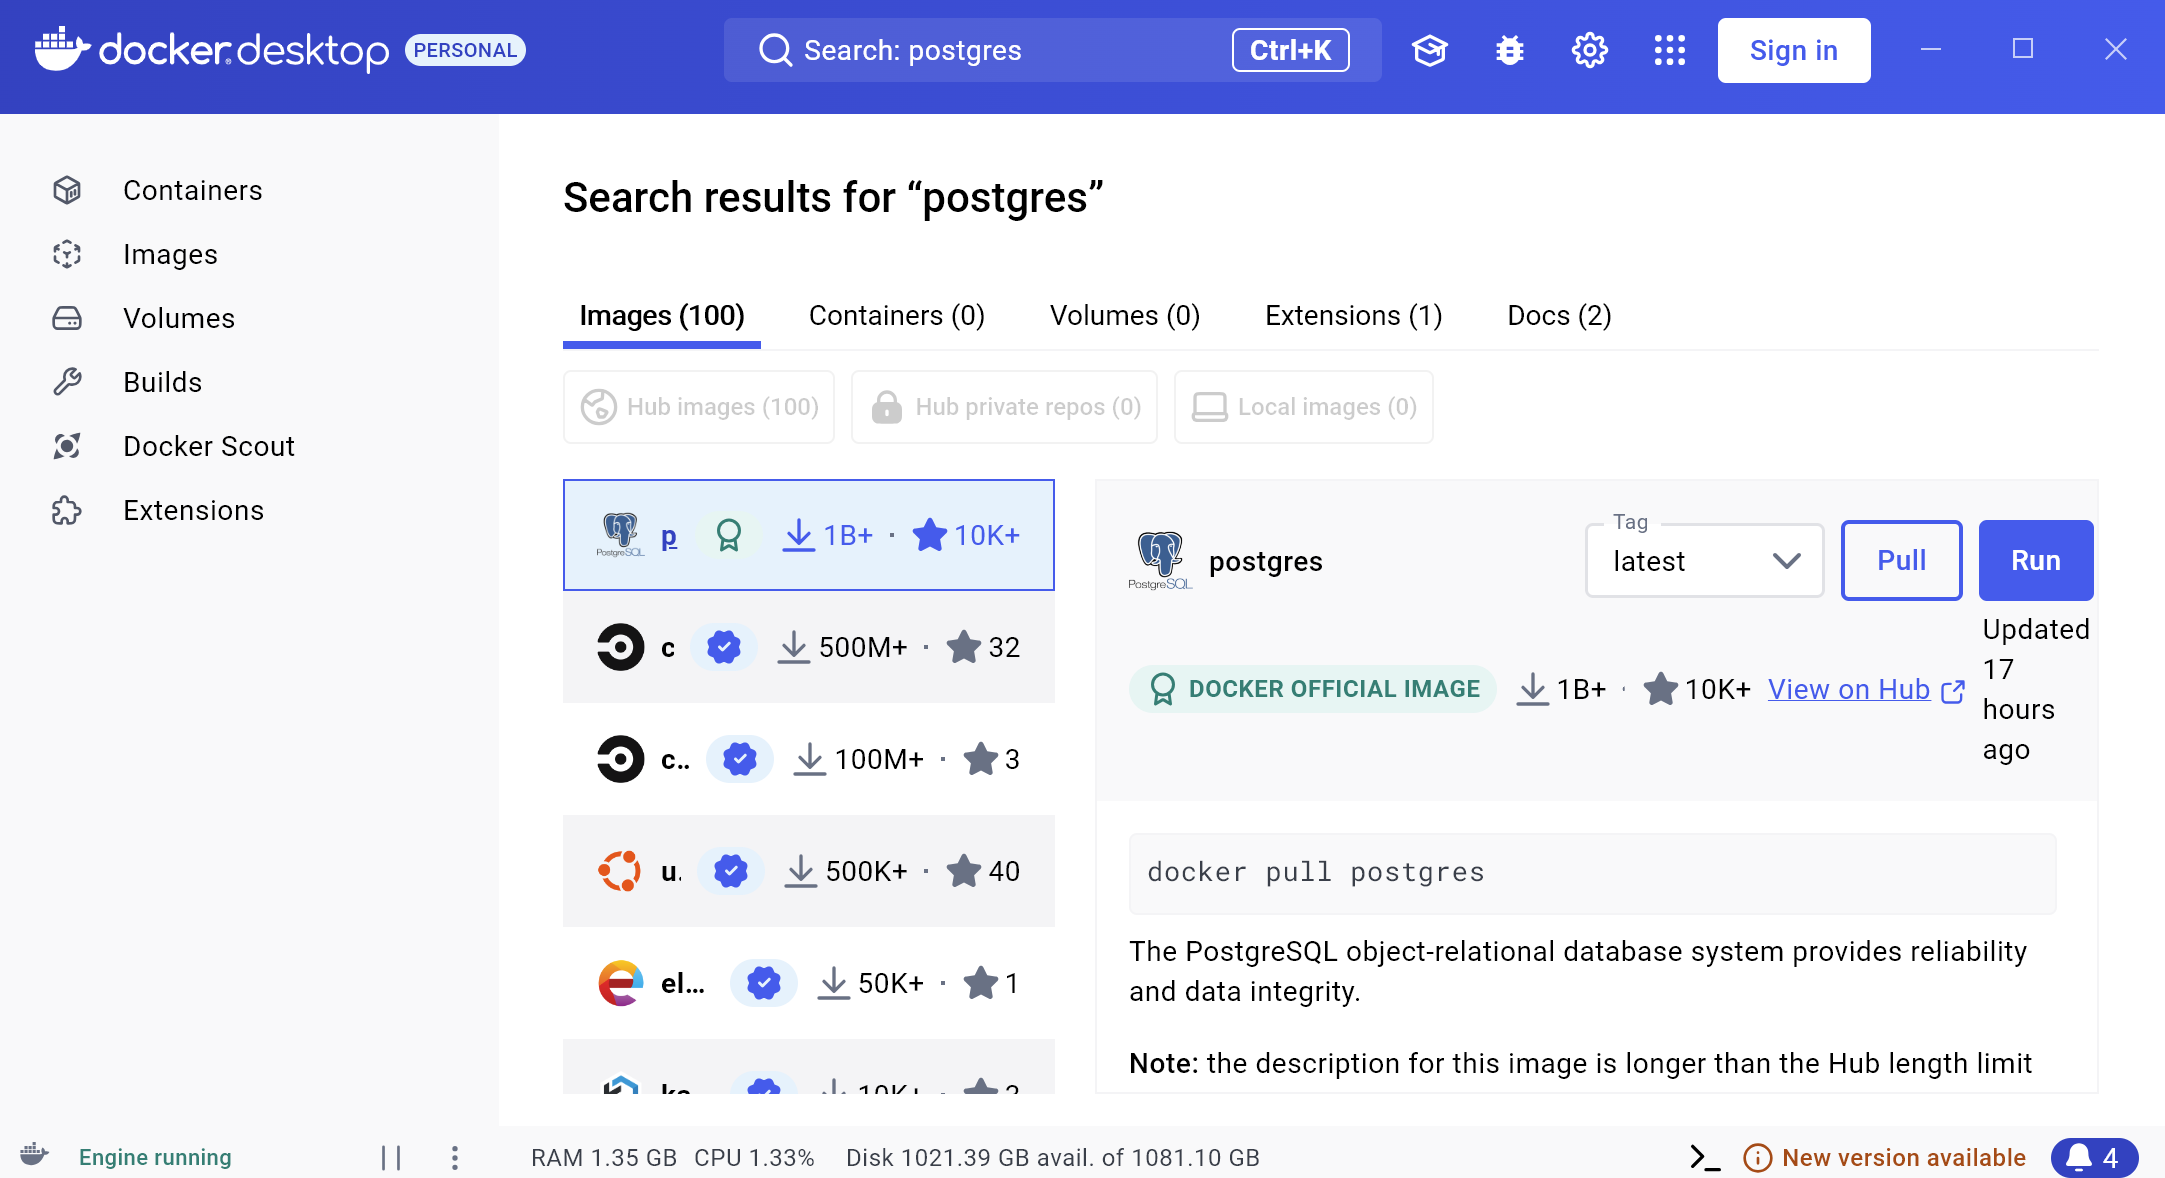 docker.desktop PERSONAL
Search: postgres Ctrl+K
Sign in
Containers
Images
Volumes
Builds
Docker Scout
Extensions
Search results for “postgres”
Images (100) Containers (0) Volumes (0) Extensions (1) Docs (2)
Hub images (100) Hub private repos (0) Local images (0)
PostgreSQL p 1B+ · 10K+
c 500M+ · 32
c... 100M+ · 3
u. 500K+ · 40
el... 50K+ · 1
10K+
PostgreSQL postgres
Tag
latest
Pull
Run
DOCKER OFFICIAL IMAGE 1B+ · 10K+ View on Hub
Updated
17
hours
ago
docker pull postgres
The PostgreSQL object-relational database system provides reliability
and data integrity.
Note: the description for this image is longer than the Hub length limit
Engine running
RAM 1.35 GB CPU 1.33% Disk 1021.39 GB avail. of 1081.10 GB
New version available 4